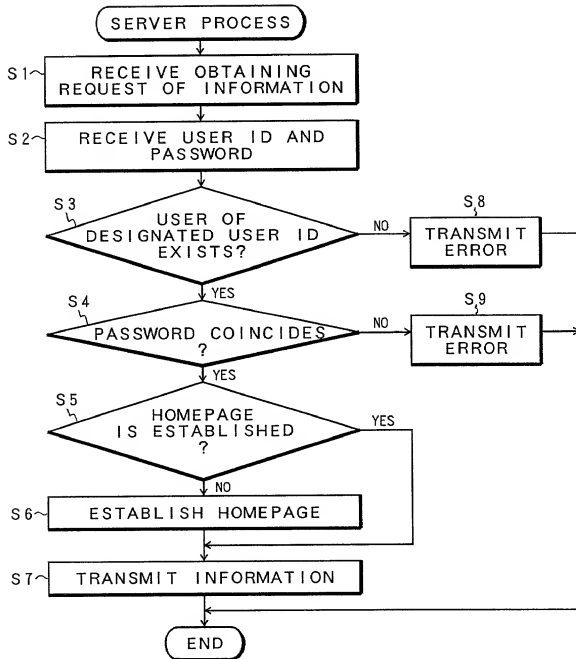 SERVER PROCESS
S1
RECEIVE OBTAINING
REQUEST OF INFORMATION
S2
RECEIVE USER ID AND
PASSWORD
S3
USER OF
DESIGNATED USER ID
EXISTS?
NO
S8
TRANSMIT
ERROR
YES
S4
PASSWORD COINCIDES
?
NO
S9
TRANSMIT
ERROR
YES
S5
HOMEPAGE
IS ESTABLISHED
?
YES
NO
S6
ESTABLISH HOMEPAGE
S7
TRANSMIT INFORMATION
END